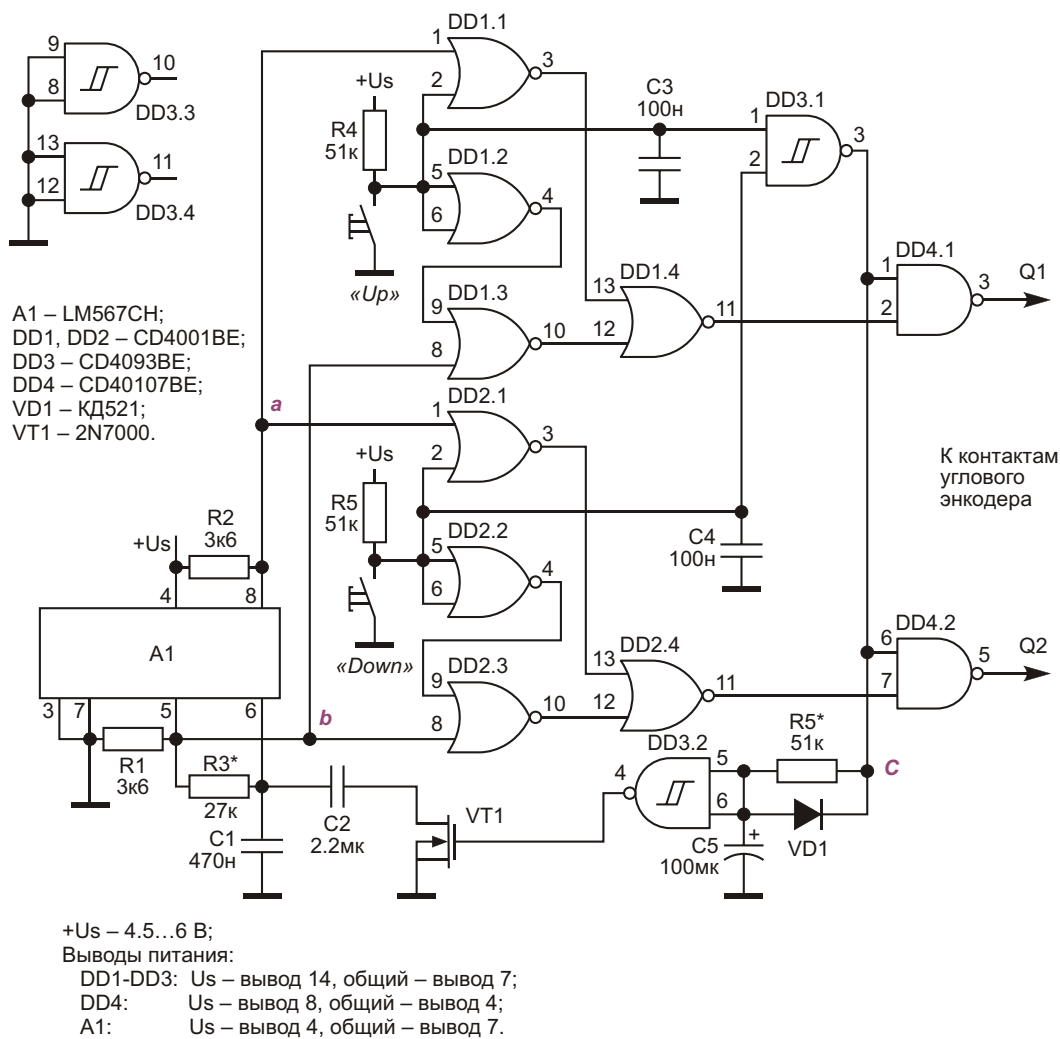 DD1.1
9
8
10
DD3.3
13
12
11
DD3.4
+Us
R4
51к
1
2
3
C3
100н
DD3.1
1
2
3
DD1.2
5
6
4
«Up»
DD4.1
1
2
3
Q1
DD1.3
9
8
10
DD1.4
13
12
11
A1 – LM567CH;
DD1, DD2 – CD4001BE;
DD3 – CD4093BE;
DD4 – CD40107BE;
VD1 – КД521;
VT1 – 2N7000.
a
DD2.1
1
2
3
+Us
R5
51к
К контактам
углового
энкодера
R2
3к6
+Us
4
8
DD2.2
5
6
4
C4
100н
A1
«Down»
DD2.3
9
8
10
DD2.4
13
12
11
DD4.2
6
7
5
Q2
3
7
5
6
b
R1
3к6
R3*
27к
C1
470н
C2
2.2мк
VT1
DD3.2
4
5
6
R5*
51к
C
C5
100мк
+
VD1
+Us – 4.5...6 В;
Выводы питания:
DD1-DD3: Us – вывод 14, общий – вывод 7;
DD4: Us – вывод 8, общий – вывод 4;
A1: Us – вывод 4, общий – вывод 7.